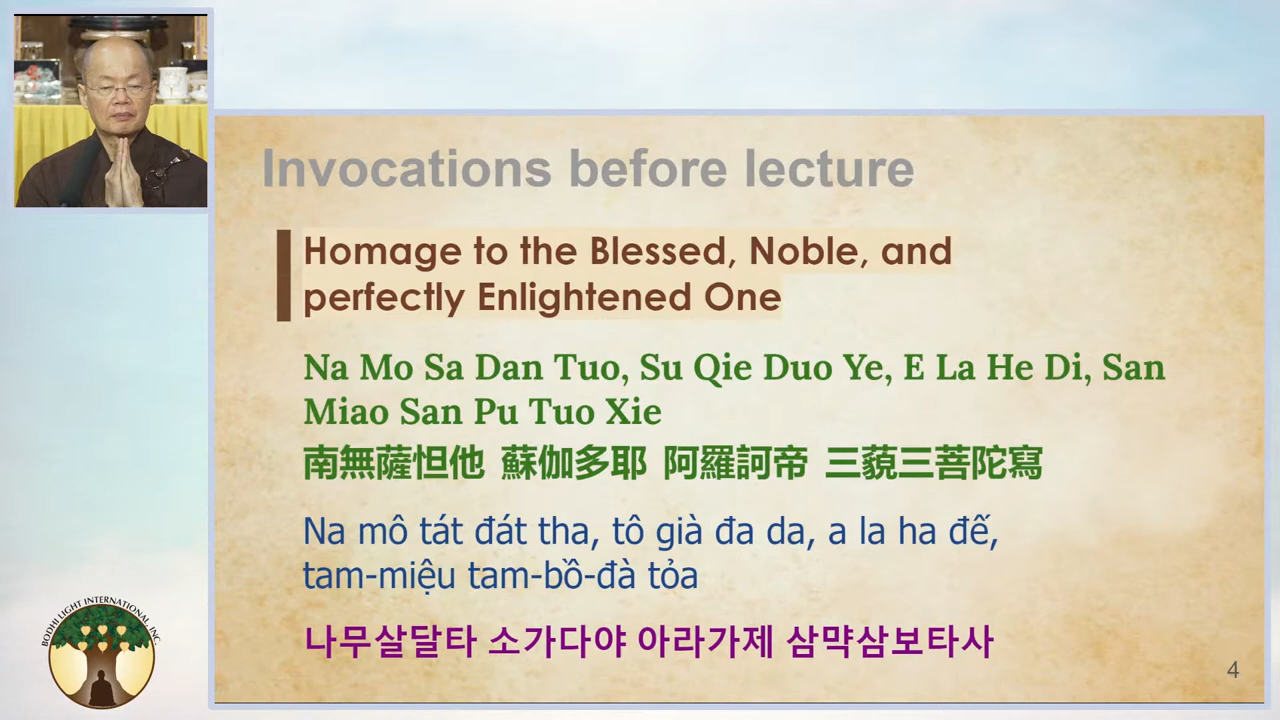 Invocations before lecture
Homage to the Blessed, Noble, and
perfectly Enlightened One
Na Mo Sa Dan Tuo, Su Qie Duo Ye, E La He Di, San
Miao San Pu Tuo Xie
南無薩怛他 蘇伽多耶 阿羅訶帝 三藐三菩陀寫
Na mô tát đát tha, tô già đa da, a la ha đế,
tam-miệu tam-bồ-đà tỏa
나무살달타 소가다야 아라가제 삼먁삼보타사
4
BODHI LIGHT INTERNATIONAL, INC.